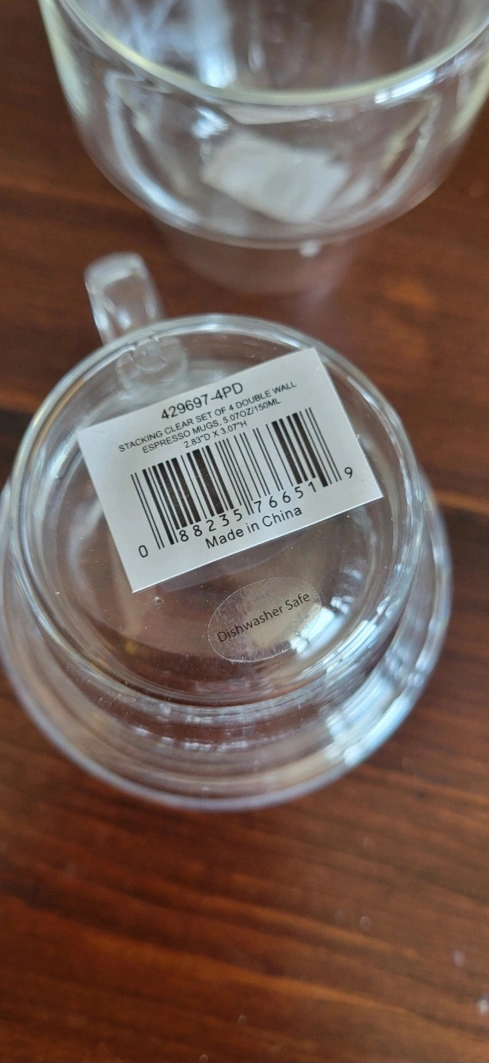 429697-4PD
STACKING CLEAR SET OF 4 DOUBLE WALL
ESPRESSO MUGS, 5.07OZ/150ML
2.83"D X 3.07"H
0 88235 76651 9
Made in China
Dishwasher Safe